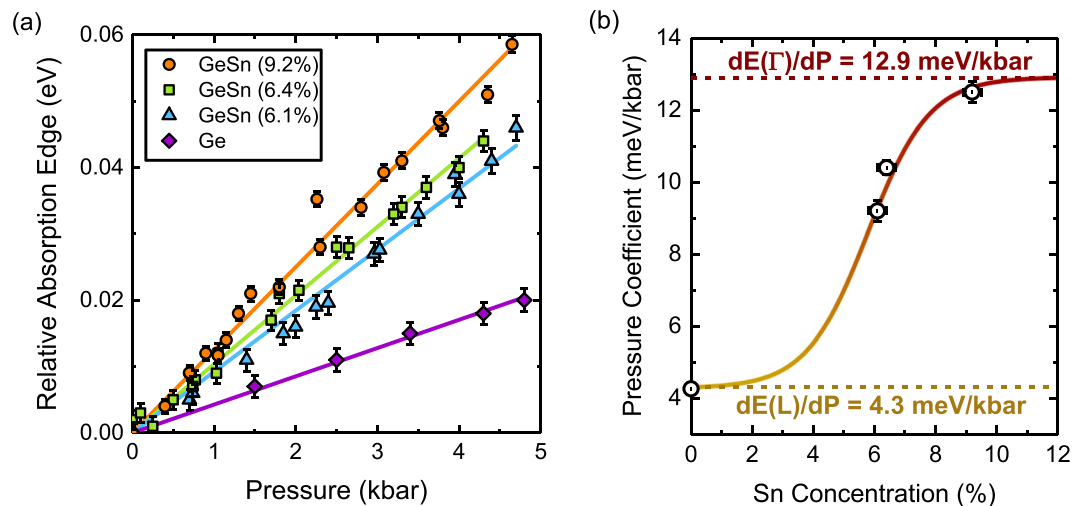 (a)
0.06
0.04
0.02
0.00
Relative Absorption Edge (eV)
GeSn (9.2%)
GeSn (6.4%)
GeSn (6.1%)
Ge
0 1 2 3 4 5
Pressure (kbar)
(b)
14
12
10
8
6
4
Pressure Coefficient (meV/kbar)
dE(Γ)/dP = 12.9 meV/kbar
dE(L)/dP = 4.3 meV/kbar
0 2 4 6 8 10 12
Sn Concentration (%)